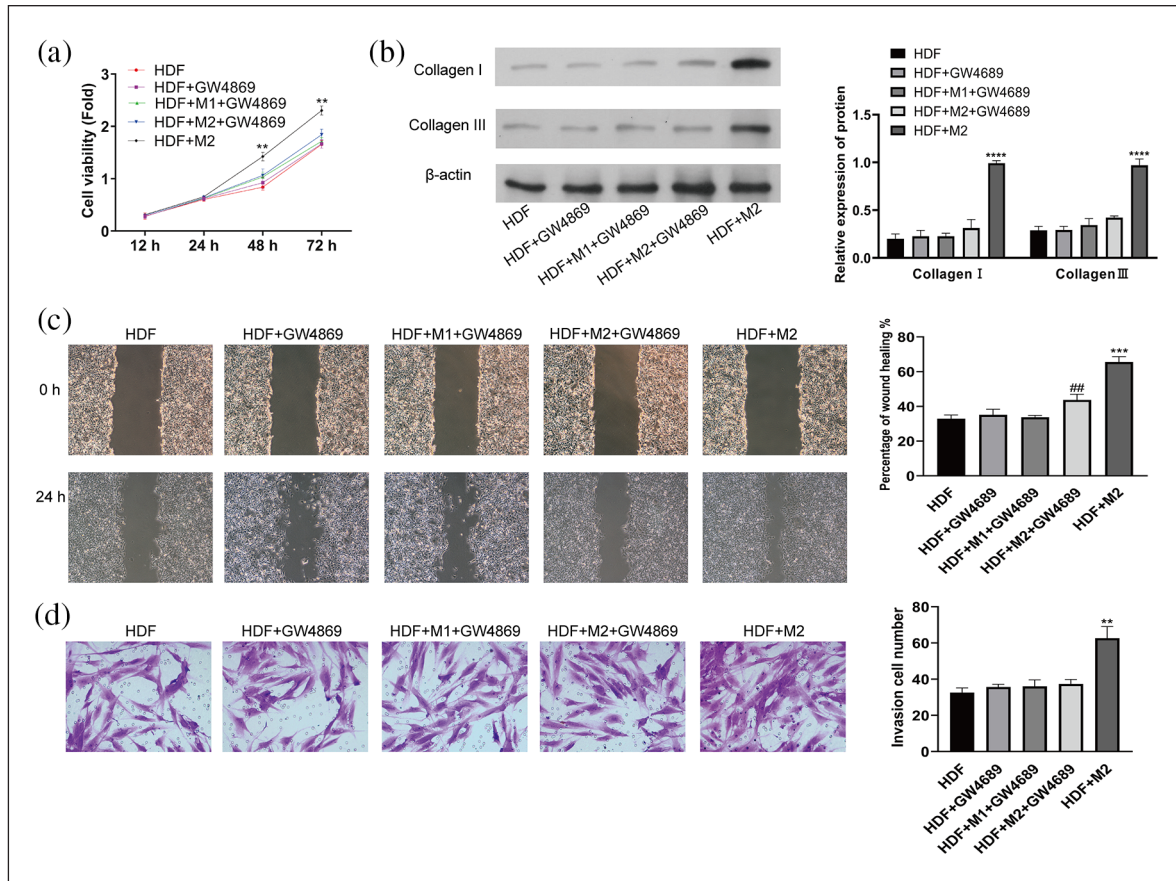 (a)
HDF
HDF+GW4869
HDF+M1+GW4869
HDF+M2+GW4869
HDF+M2
Cell viability (Fold)
3
2
1
0
**
**
12 h 24 h 48 h 72 h
(b)
Collagen I
Collagen III
β-actin
HDF
HDF+GW4869
HDF+M1+GW4869
HDF+M2+GW4869
HDF+M2
HDF
HDF+GW4689
HDF+M1+GW4689
HDF+M2+GW4689
HDF+M2
Relative expression of protien
1.5
1.0
0.5
0.0
****
****
Collagen Ⅰ Collagen Ⅲ
(c)
HDF HDF+GW4869 HDF+M1+GW4869 HDF+M2+GW4869 HDF+M2
0 h
24 h
Percentage of wound healing %
80
60
40
20
0
##
***
HDF
HDF+GW4689
HDF+M1+GW4689
HDF+M2+GW4689
HDF+M2
(d)
HDF HDF+GW4869 HDF+M1+GW4869 HDF+M2+GW4869 HDF+M2
Invasion cell number
80
60
40
20
0
**
HDF
HDF+GW4689
HDF+M1+GW4689
HDF+M2+GW4689
HDF+M2